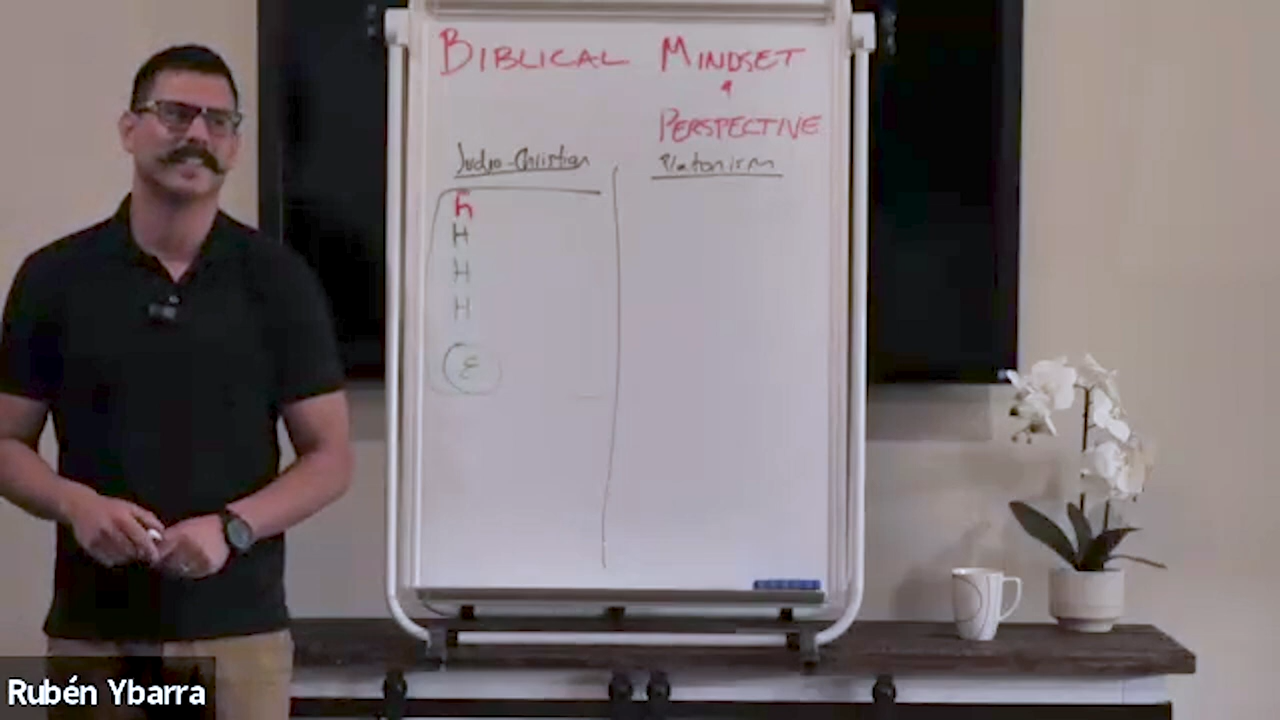 BIBLICAL MINDSET
&
PERSPECTIVE
Judeo-Christian Platonism
h
H
H
H
E
Rubén Ybarra